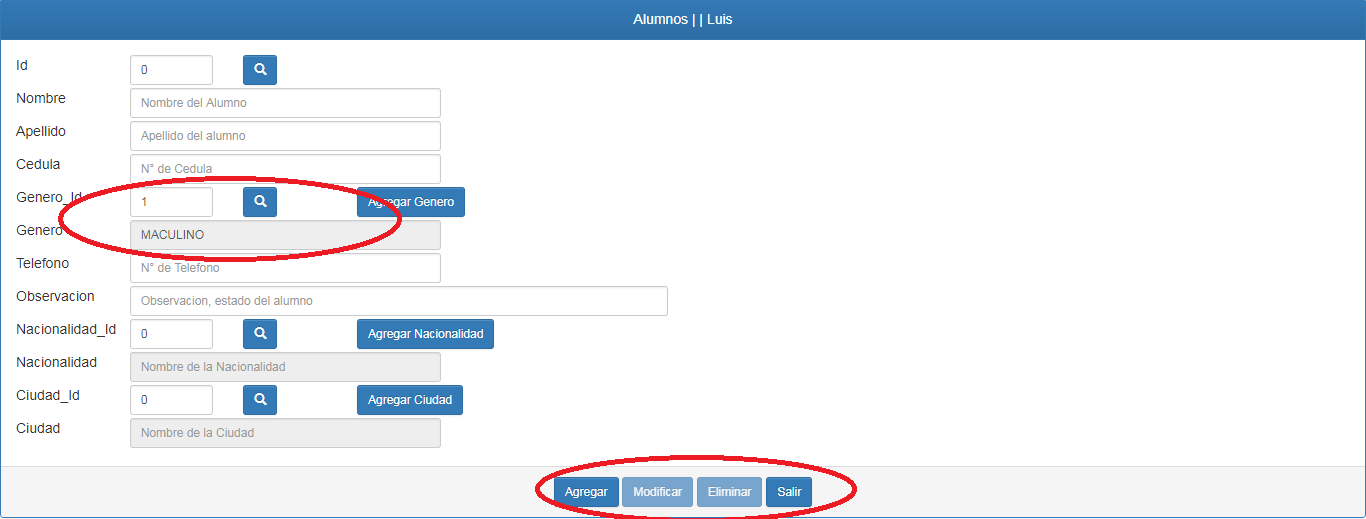 Alumnos | | Luis
Id 0
Nombre Nombre del Alumno
Apellido Apellido del alumno
Cedula N° de Cedula
Genero_Id 1 Agregar Genero
Genero MACULINO
Telefono N° de Telefono
Observacion Observacion, estado del alumno
Nacionalidad_Id 0 Agregar Nacionalidad
Nacionalidad Nombre de la Nacionalidad
Ciudad_Id 0 Agregar Ciudad
Ciudad Nombre de la Ciudad
Agregar Modificar Eliminar Salir